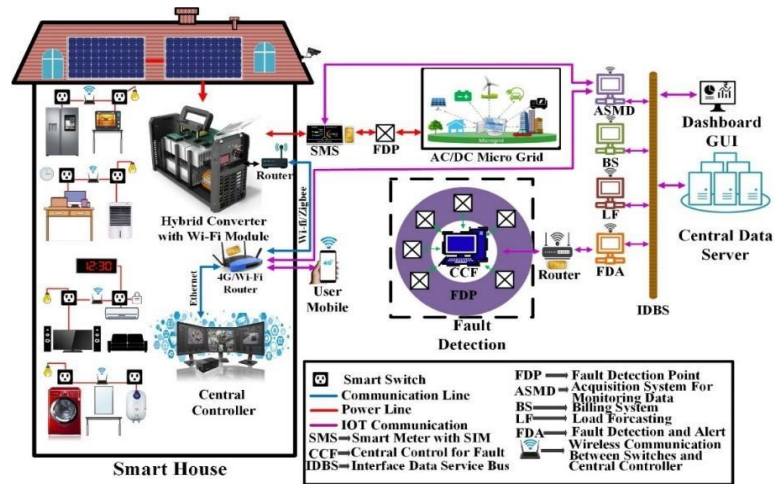 SMS
FDP
AC/DC Micro Grid
Microgrid
ASMD
BS
LF
FDA
IDBS
Dashboard
GUI
Central Data
Server
Router
Wi-fi/Zigbee
Hybrid Converter
with Wi-Fi Module
4G/Wi-Fi
Router
4G
User
Mobile
Ethernet
12:30
Central
Controller
Smart House
CCF
FDP
Router
Fault
Detection
Smart Switch
Communication Line
Power Line
IOT Communication
SMS Smart Meter with SIM
CCF Central Control for Fault
IDBS Interface Data Service Bus
FDP Fault Detection Point
ASMD Acquisition System For
Monitoring Data
BS Billing System
LF Load Forcasting
FDA Fault Detection and Alert
Wireless Communication
Between Switches and
Central Controller